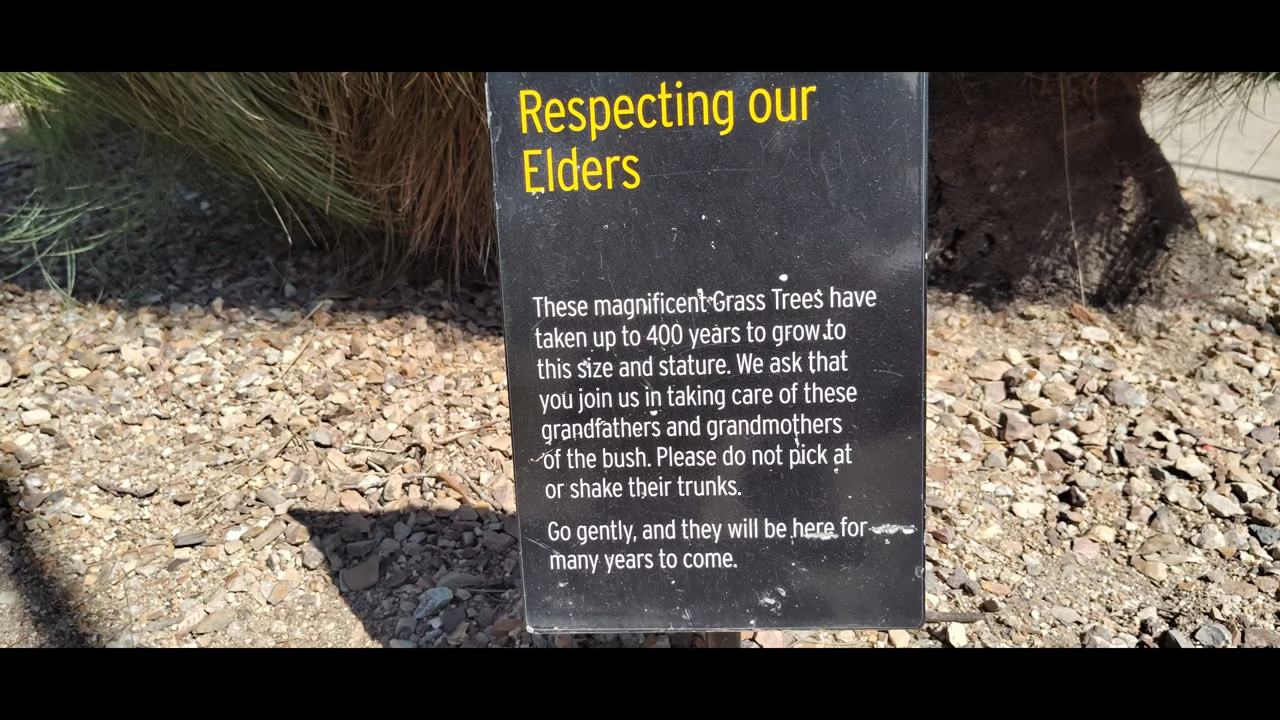 Respecting our
Elders
These magnificent Grass Trees have
taken up to 400 years to grow to
this size and stature. We ask that
you join us in taking care of these
grandfathers and grandmothers
of the bush. Please do not pick at
or shake their trunks.
Go gently, and they will be here for
many years to come.